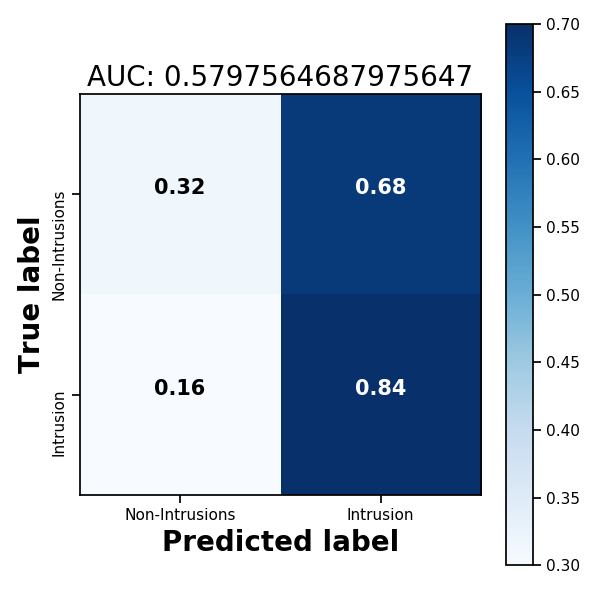 AUC: 0.5797564687975647
True label
Non-Intrusions
Intrusion
0.32
0.68
0.16
0.84
Non-Intrusions
Intrusion
Predicted label
0.70
0.65
0.60
0.55
0.50
0.45
0.40
0.35
0.30